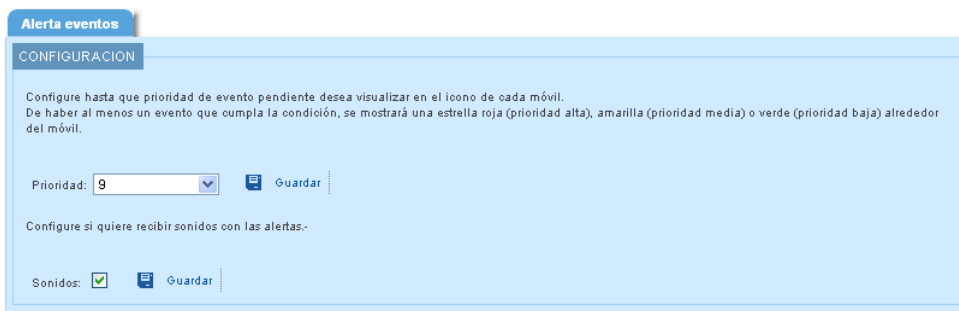 Alerta eventos
CONFIGURACION
Configure hasta que prioridad de evento pendiente desea visualizar en el icono de cada móvil.
De haber al menos un evento que cumpla la condición, se mostrará una estrella roja (prioridad alta), amarilla (prioridad media) o verde (prioridad baja) alrededor
del móvil.
Prioridad: 9 Guardar
Configure si quiere recibir sonidos con las alertas.-
Sonidos: Guardar